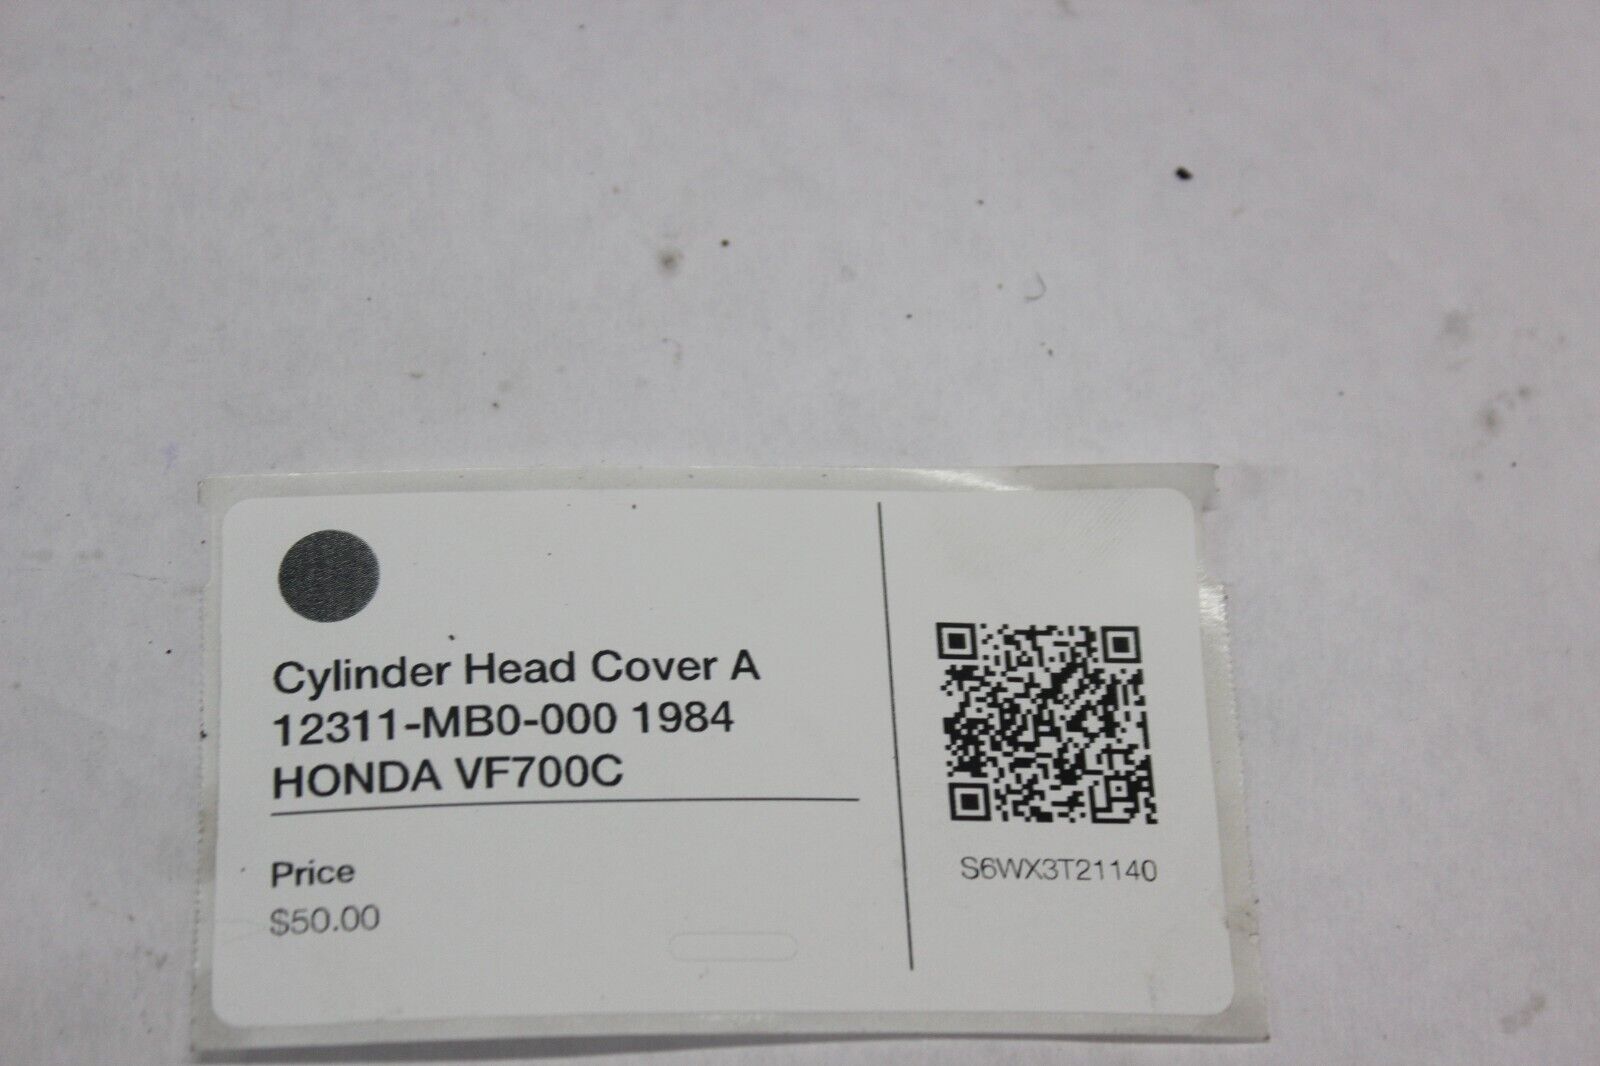 Cylinder Head Cover A
12311-MB0-000 1984
HONDA VF700C
Price
$50.00
S6WX3T21140